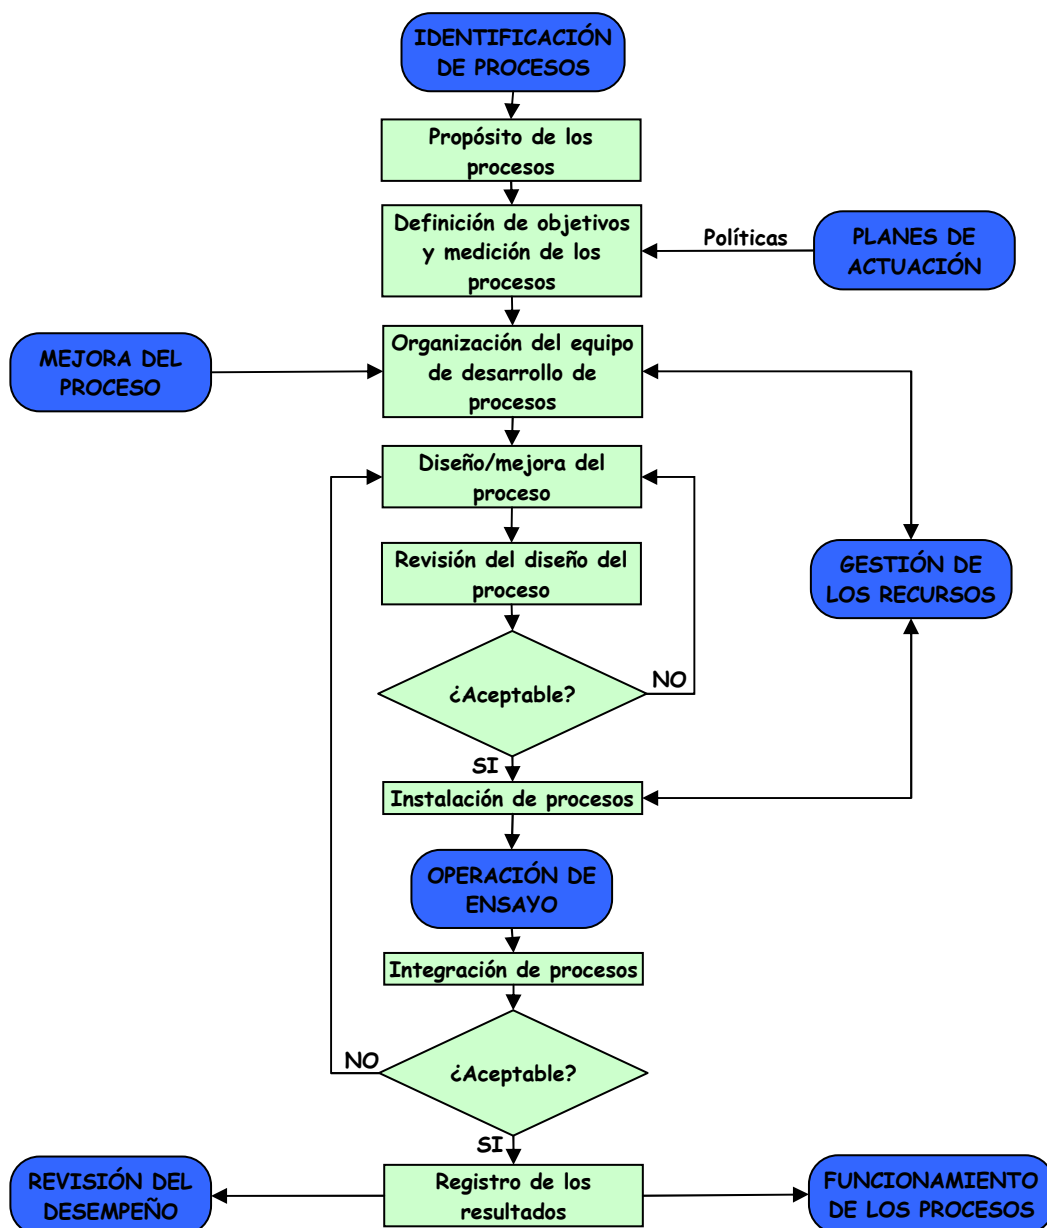 IDENTIFICACIÓN
DE PROCESOS
Propósito de los
procesos
Definición de objetivos
y medición de los
procesos
Políticas
PLANES DE
ACTUACIÓN
MEJORA DEL
PROCESO
Organización del equipo
de desarrollo de
procesos
Diseño/mejora del
proceso
Revisión del diseño del
proceso
GESTIÓN DE
LOS RECURSOS
¿Aceptable?
NO
SI
Instalación de procesos
OPERACIÓN DE
ENSAYO
Integración de procesos
NO
¿Aceptable?
SI
REVISIÓN DEL
DESEMPEÑO
Registro de los
resultados
FUNCIONAMIENTO
DE LOS PROCESOS